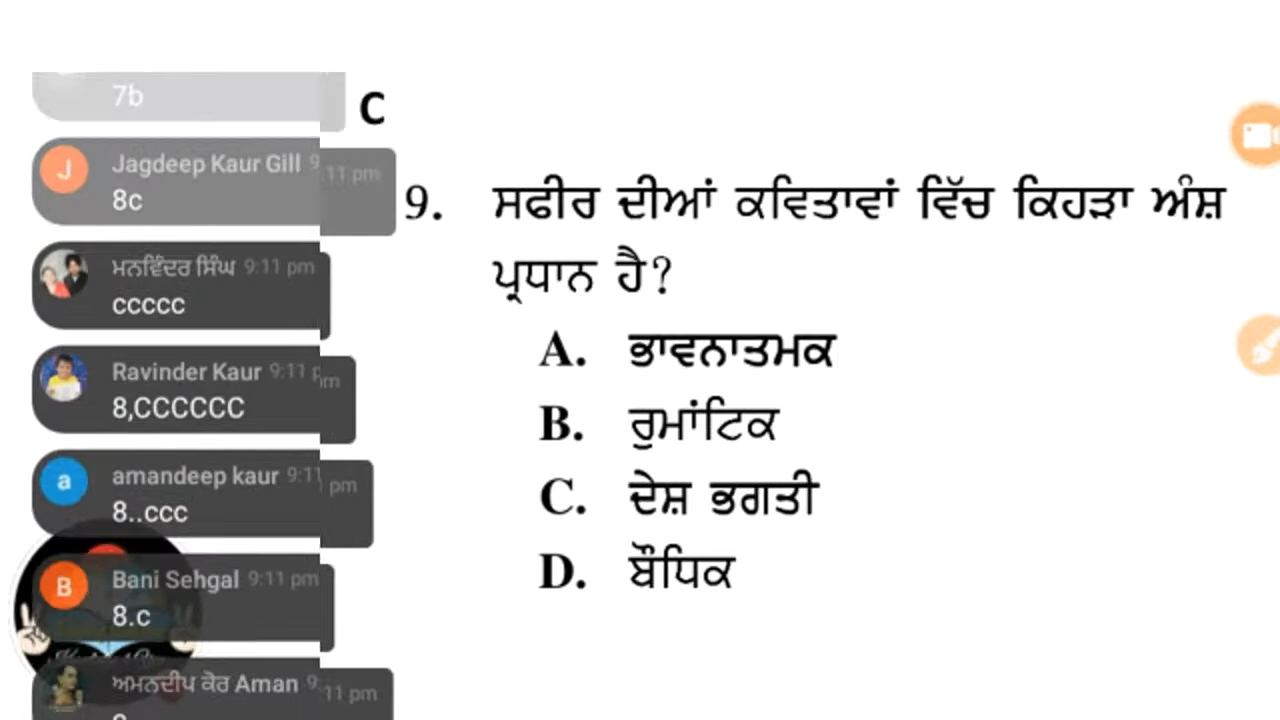 7b
C
Jagdeep Kaur Gill 9:11 pm
8c
ਮਨਵਿੰਦਰ ਸਿੰਘ 9:11 pm
ccccc
Ravinder Kaur 9:11 pm
8,CCCCCC
amandeep kaur 9:11 pm
8..ccc
Bani Sehgal 9:11 pm
8.c
ਅਮਨਦੀਪ ਕੋਰ Aman 9:11 pm
9. ਸਫੀਰ ਦੀਆਂ ਕਵਿਤਾਵਾਂ ਵਿੱਚ ਕਿਹੜਾ ਅੰਸ਼
ਪ੍ਰਧਾਨ ਹੈ?
A. ਭਾਵਨਾਤਮਕ
B. ਰੁਮਾਂਟਿਕ
C. ਦੇਸ਼ ਭਗਤੀ
D. ਬੌਧਿਕ